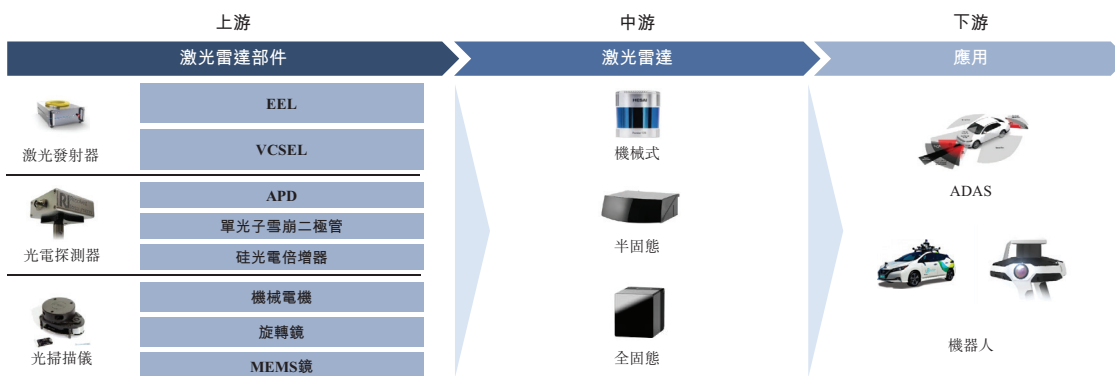 上游
中游
下游
激光雷達部件
激光雷達
應用
EEL
VCSEL
激光發射器
APD
單光子雪崩二極管
硅光電倍增器
光電探測器
機械電機
旋轉鏡
MEMS鏡
光掃描儀
HESAI
機械式
半固態
全固態
ADAS
機器人